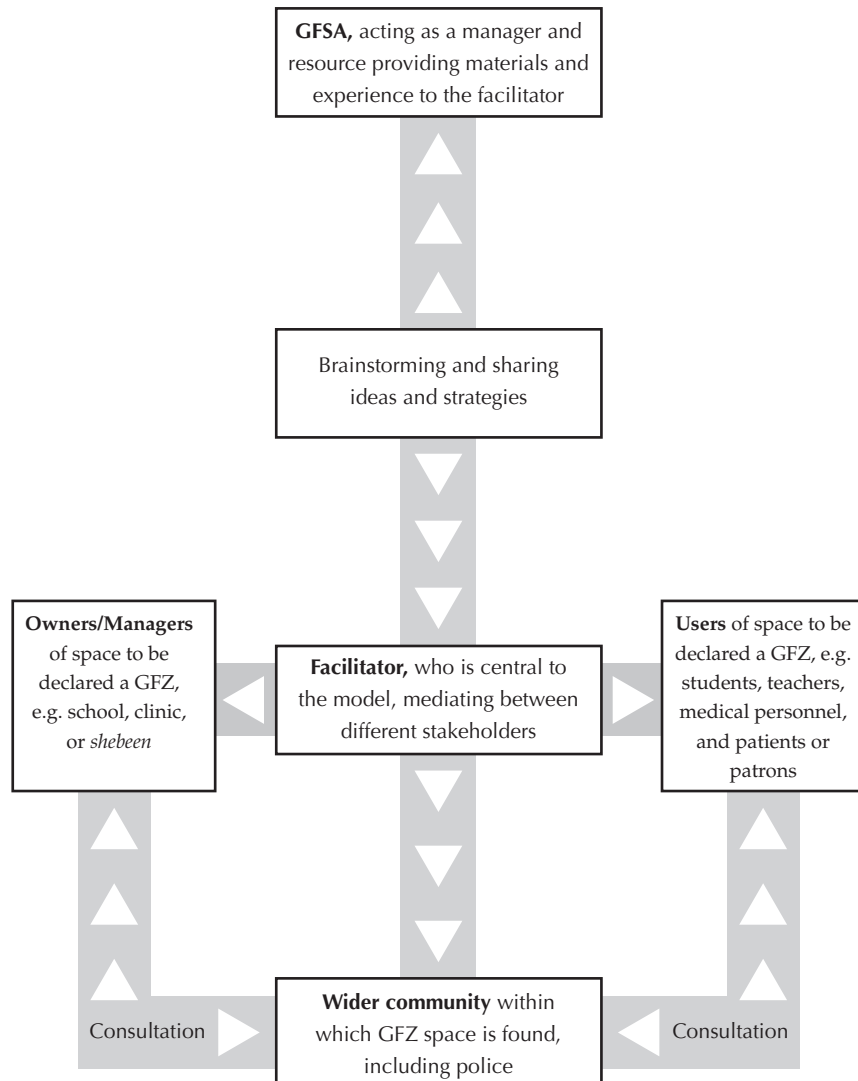 GFSA, acting as a manager and
resource providing materials and
experience to the facilitator
Brainstorming and sharing
ideas and strategies
Owners/Managers
of space to be
declared a GFZ,
e.g. school, clinic,
or shebeen
Facilitator, who is central to
the model, mediating between
different stakeholders
Users of space to be
declared a GFZ, e.g.
students, teachers,
medical personnel,
and patients or
patrons
Consultation
Wider community within
which GFZ space is found,
including police
Consultation